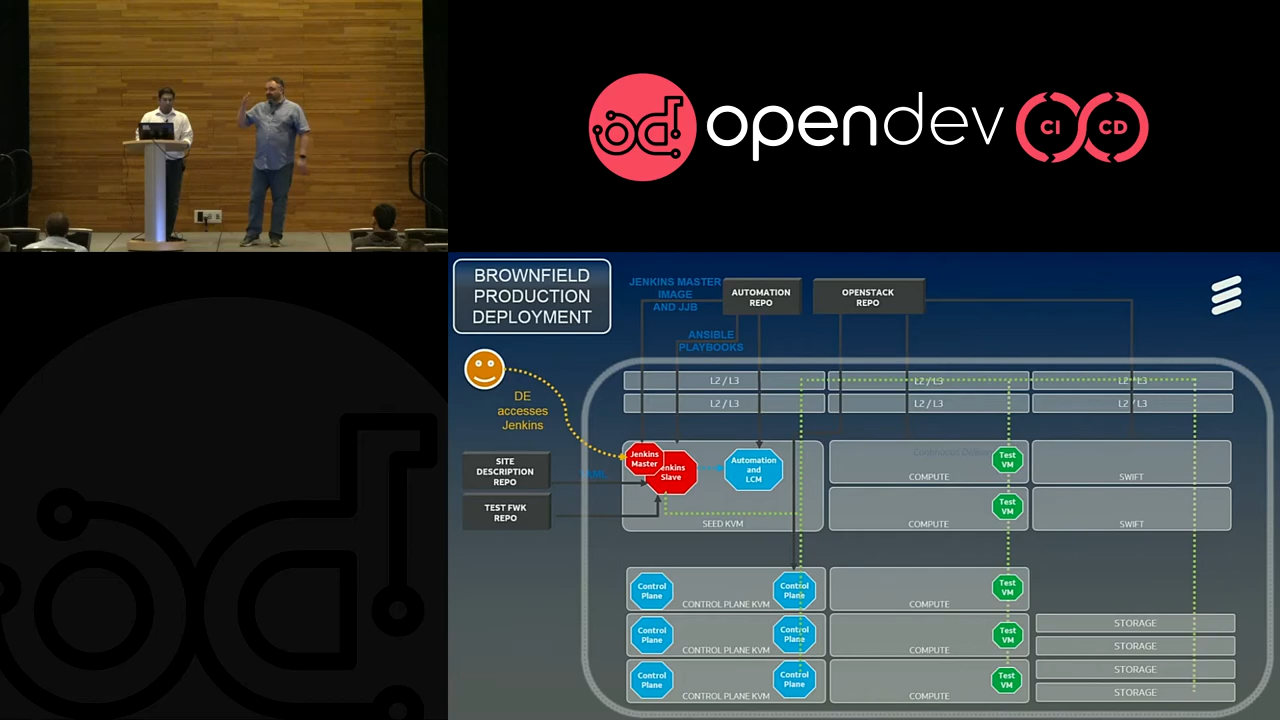 od opendev CI CD
BROWNFIELD
PRODUCTION
DEPLOYMENT
JENKINS MASTER
IMAGE
AND JJB
AUTOMATION
REPO
OPENSTACK
REPO
ANSIBLE
PLAYBOOKS
DE
accesses
Jenkins
L2 / L3
L2 / L3
L2 / L3
L2 / L3
L2 / L3
L2 / L3
SITE
DESCRIPTION
REPO
TEST FWK
REPO
Jenkins
Master
Slave
Automation
and
LCM
SEED KVM
Test
VM
COMPUTE
SWIFT
Test
VM
COMPUTE
SWIFT
Control
Plane
CONTROL PLANE KVM
Control
Plane
Test
VM
COMPUTE
Control
Plane
CONTROL PLANE KVM
Control
Plane
Test
VM
COMPUTE
Control
Plane
CONTROL PLANE KVM
Control
Plane
Test
VM
COMPUTE
STORAGE
STORAGE
STORAGE
STORAGE